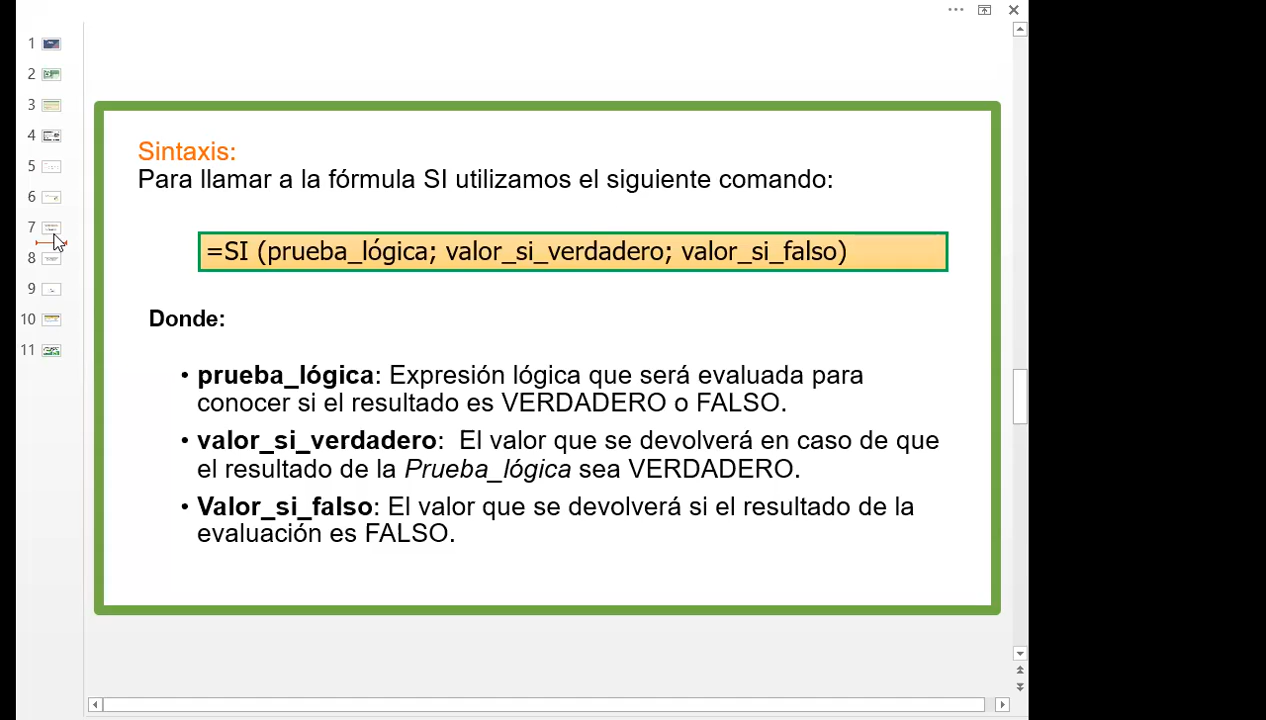 1
2
3
4
5
6
7
8
9
10
11
Sintaxis:
Para llamar a la fórmula SI utilizamos el siguiente comando:
=SI (prueba_lógica; valor_si_verdadero; valor_si_falso)
Donde:
• prueba_lógica: Expresión lógica que será evaluada para
conocer si el resultado es VERDADERO o FALSO.
• valor_si_verdadero:  El valor que se devolverá en caso de que
el resultado de la Prueba_lógica sea VERDADERO.
• Valor_si_falso: El valor que se devolverá si el resultado de la
evaluación es FALSO.